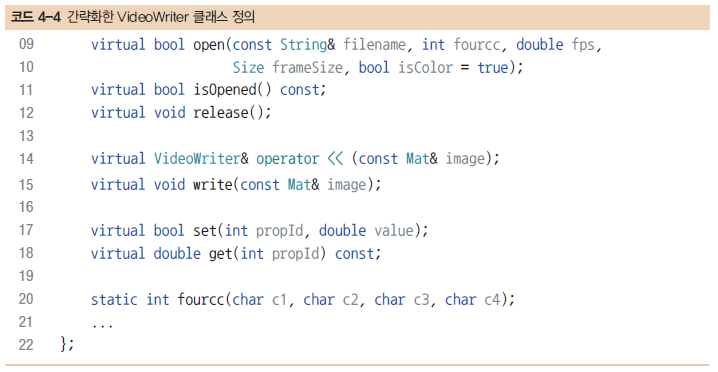 코드 4-4 간략화한 VideoWriter 클래스 정의
09 virtual bool open(const String& filename, int fourcc, double fps,
10 Size frameSize, bool isColor = true);
11 virtual bool isOpened() const;
12 virtual void release();
13
14 virtual VideoWriter& operator << (const Mat& image);
15 virtual void write(const Mat& image);
16
17 virtual bool set(int propId, double value);
18 virtual double get(int propId) const;
19
20 static int fourcc(char c1, char c2, char c3, char c4);
21 ...
22 };